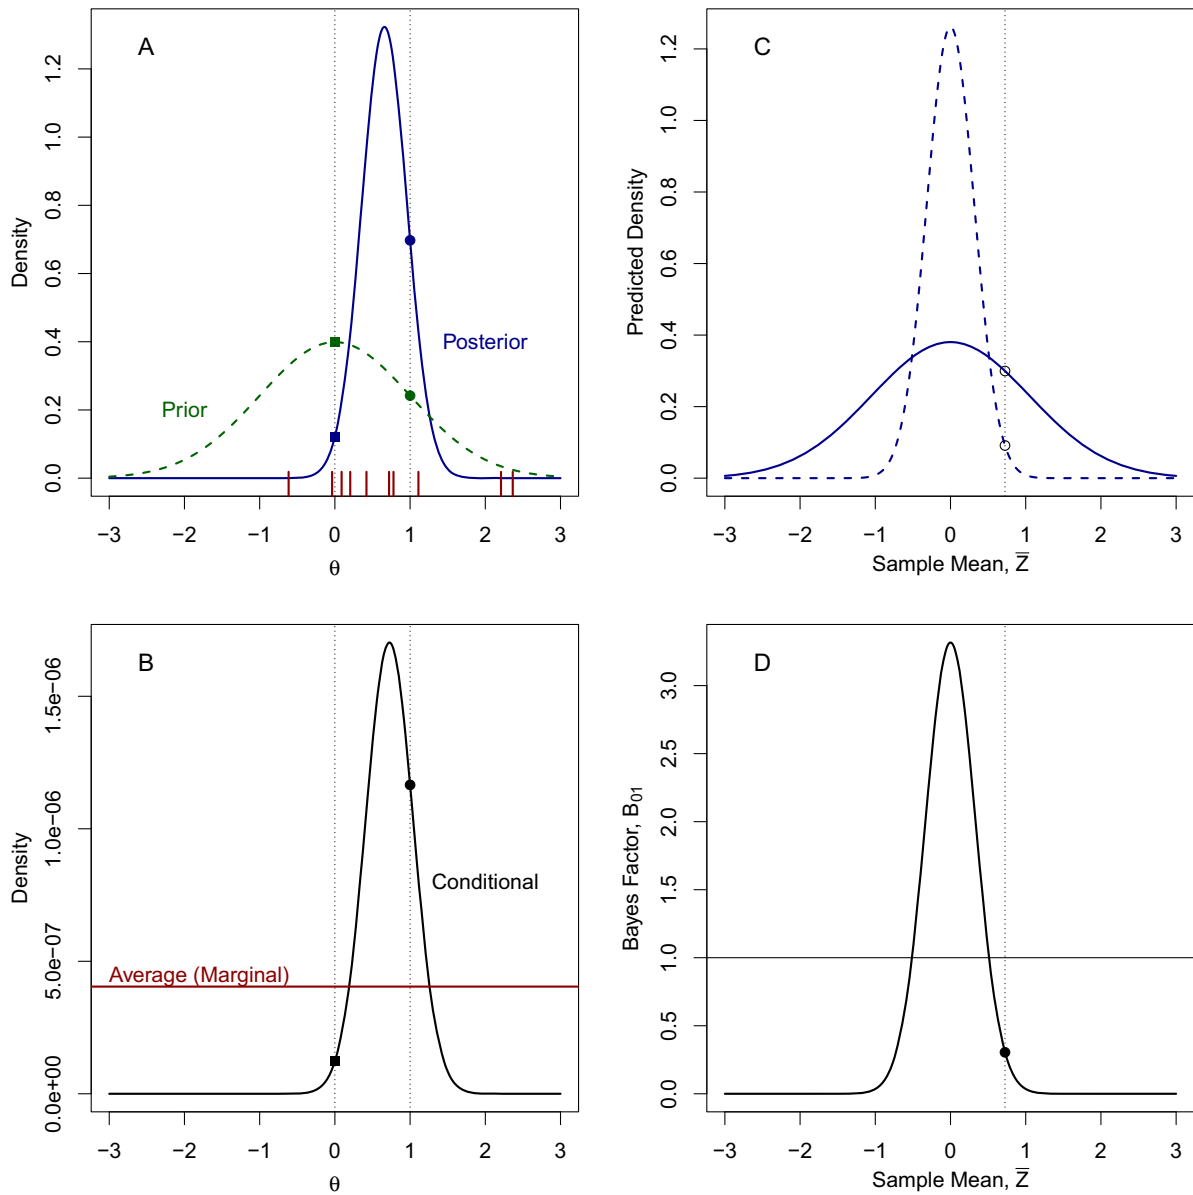 A
Density
0.0 0.2 0.4 0.6 0.8 1.0 1.2
Posterior
Prior
−3 −2 −1 0 1 2 3
θ
C
Predicted Density
0.0 0.2 0.4 0.6 0.8 1.0 1.2
−3 −2 −1 0 1 2 3
Sample Mean, Z̅
B
Density
0.0e+00 5.0e−07 1.0e−06 1.5e−06
Conditional
Average (Marginal)
−3 −2 −1 0 1 2 3
θ
D
Bayes Factor, B₀₁
0.0 0.5 1.0 1.5 2.0 2.5 3.0
−3 −2 −1 0 1 2 3
Sample Mean, Z̅